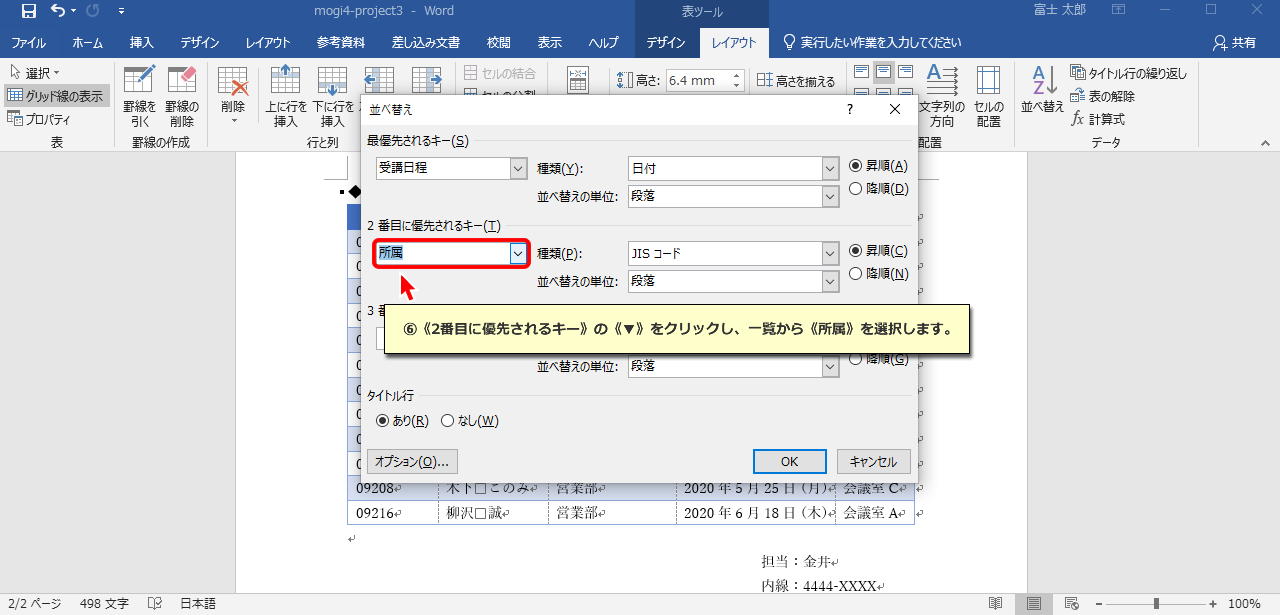 mogi4-project3 - Word
表ツール
富士 太郎
ファイル ホーム 挿入 デザイン レイアウト 参考資料 差し込み文書 校閲 表示 ヘルプ デザイン レイアウト 実行したい作業を入力してください 共有
選択
グリッド線の表示
プロパティ
表
罫線を引く
罫線の削除
罫線の作成
削除
上に行を挿入
下に行を挿入
行と列
セルの結合
高さ: 6.4 mm
高さを揃える
文字列の方向
セルの配置
配置
並べ替え
タイトル行の繰り返し
表の解除
fx 計算式
データ
並べ替え ?
最優先されるキー(S)
受講日程 種類(Y): 日付 昇順(A)
並べ替えの単位: 段落 降順(D)
2 番目に優先されるキー(T)
所属 種類(P): JIS コード 昇順(C)
並べ替えの単位: 段落 降順(N)
3 番
⑥《2番目に優先されるキー》の《▼》をクリックし、一覧から《所属》を選択します。
並べ替えの単位: 段落 降順(G)
タイトル行
あり(R) なし(W)
オプション(O)... OK キャンセル
09208 木下□このみ 営業部 2020 年 5 月 25 日 (月) 会議室 C
09216 柳沢□誠 営業部 2020 年 6 月 18 日 (木) 会議室 A
担当：金井
内線：4444-XXXX
2/2 ページ 498 文字 日本語 100%